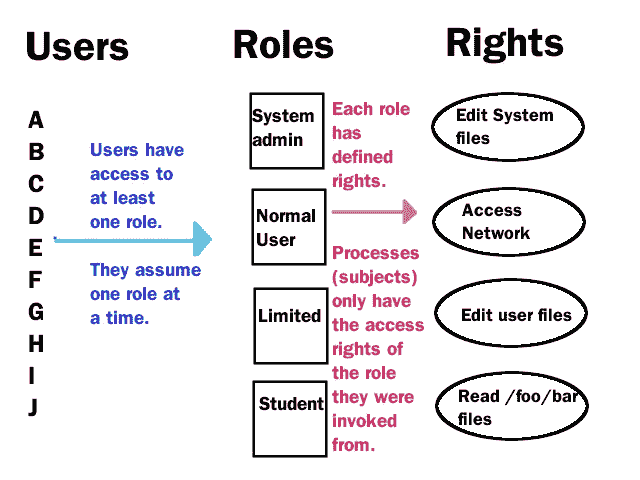 Users
Roles
Rights
A
B
C
D
E
F
G
H
I
J
Users have
access to
at least
one role.
They assume
one role at
a time.
System
admin
Normal
User
Limited
Student
Each role
has
defined
rights.
Processes
(subjects)
only have
the access
rights of
the role
they were
invoked
from.
Edit System
files
Access
Network
Edit user files
Read /foo/bar
files